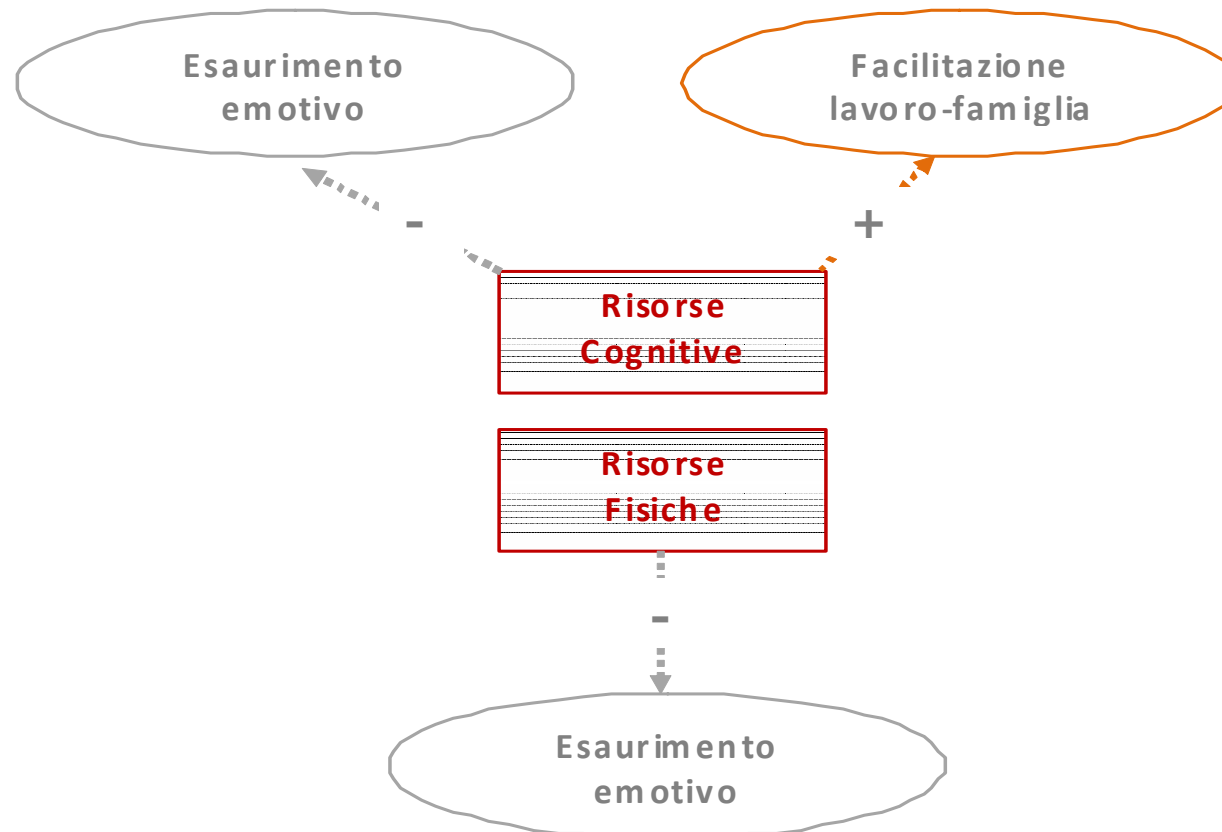 Esaurimento
emotivo
Facilitazione
lavoro-famiglia
-
+
Risorse
Cognitive
Risorse
Fisiche
-
Esaurimento
emotivo